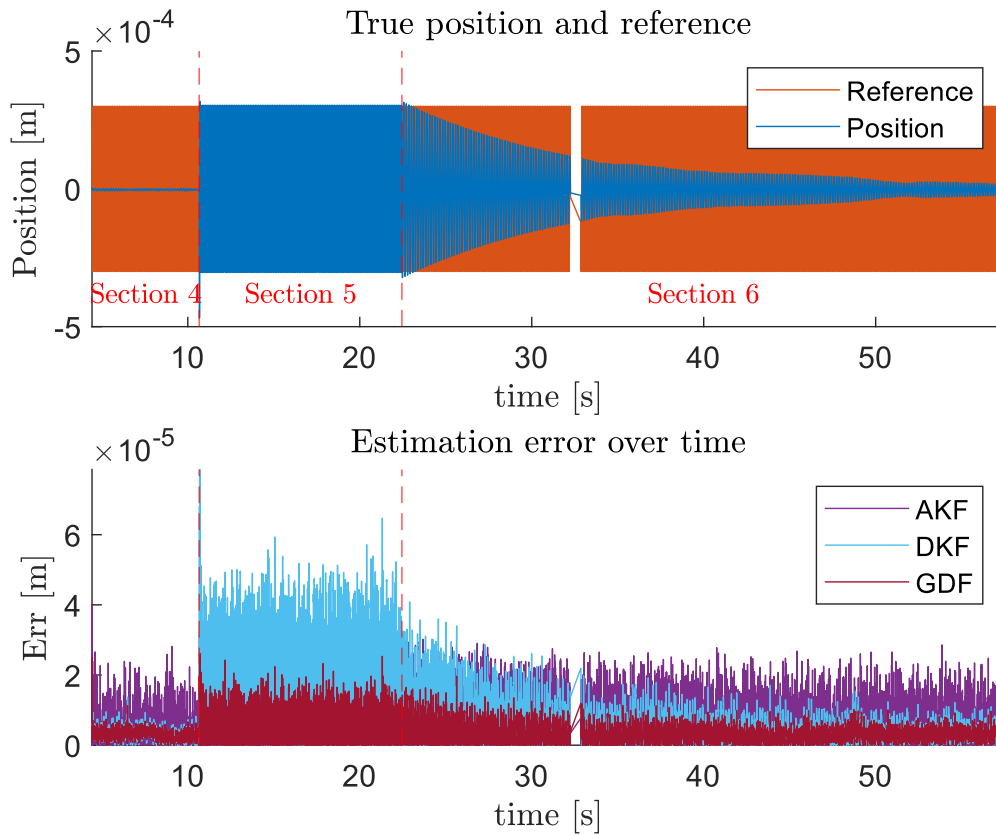 True position and reference
×10-4
5
0
-5
Position [m]
Reference
Position
Section 4
Section 5
Section 6
10
20
30
40
50
time [s]
Estimation error over time
×10-5
6
4
2
0
Err [m]
AKF
DKF
GDF
10
20
30
40
50
time [s]